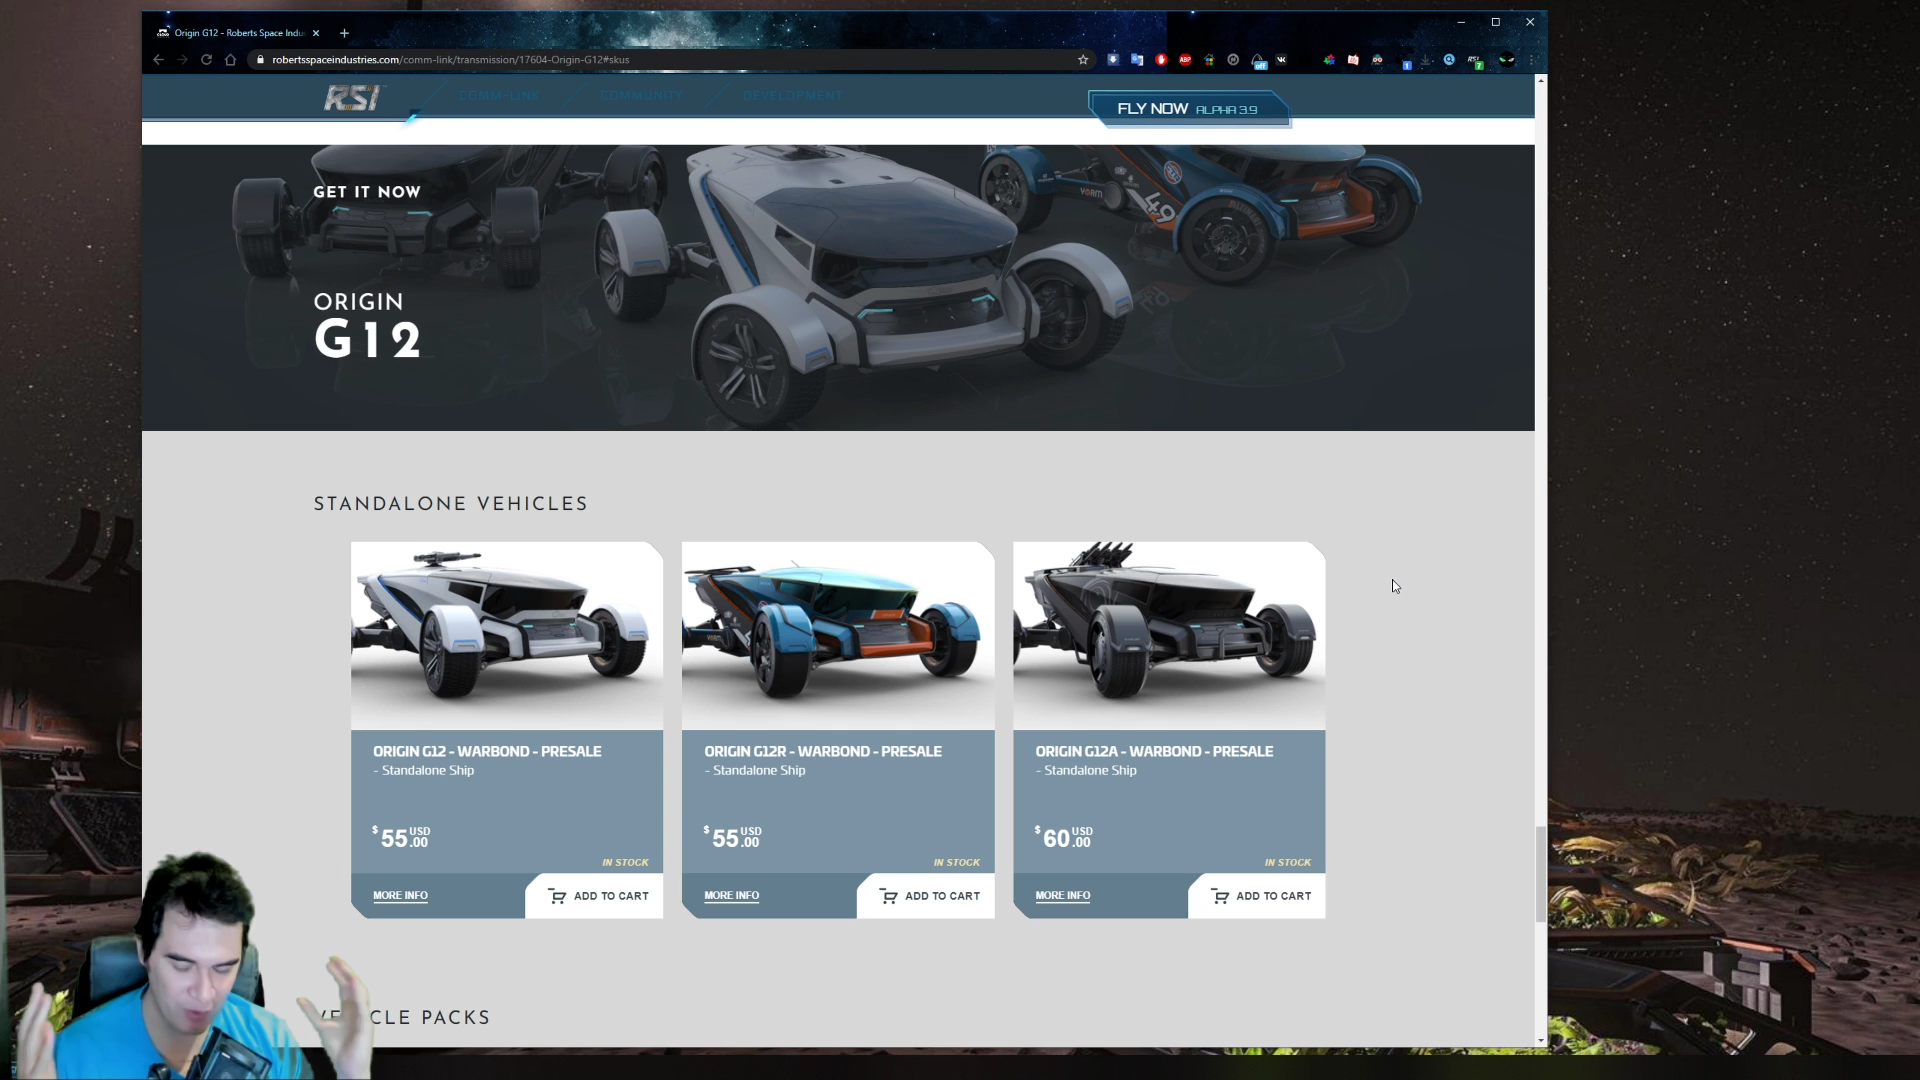 Origin G12 - Roberts Space Indus
robertsspaceindustries.com/comm-link/transmission/17604-Origin-G12#skus
RSI
COMM-LINK
COMMUNITY
DEVELOPMENT
FLY NOW ALPHA 3.9
GET IT NOW
ORIGIN
G12
49
STANDALONE VEHICLES
ORIGIN G12 - WARBOND - PRESALE
- Standalone Ship
$55.00 USD
IN STOCK
MORE INFO
ADD TO CART
ORIGIN G12R - WARBOND - PRESALE
- Standalone Ship
$55.00 USD
IN STOCK
MORE INFO
ADD TO CART
ORIGIN G12A - WARBOND - PRESALE
- Standalone Ship
$60.00 USD
IN STOCK
MORE INFO
ADD TO CART
VEHICLE PACKS